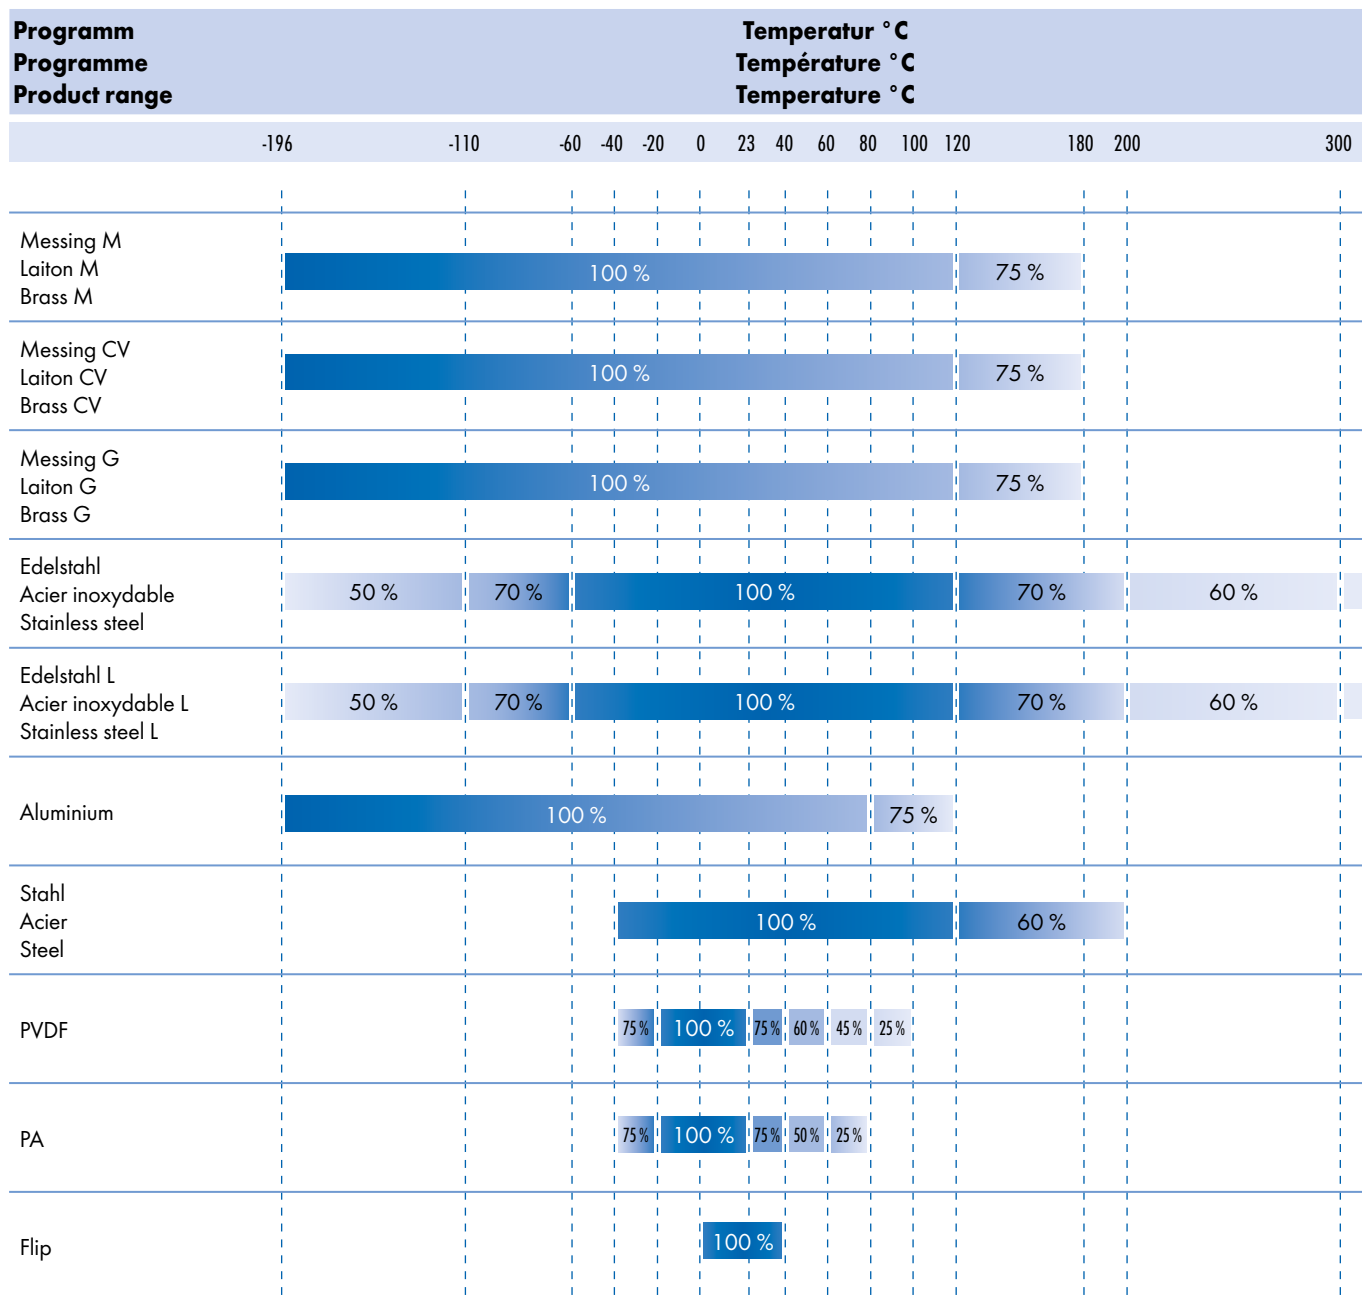 Programm
Programme
Product range
Temperatur °C
Température °C
Temperature °C
-196 -110 -60 -40 -20 0 23 40 60 80 100 120 180 200 300
Messing M
Laiton M
Brass M
100 % 75 %
Messing CV
Laiton CV
Brass CV
100 % 75 %
Messing G
Laiton G
Brass G
100 % 75 %
Edelstahl
Acier inoxydable
Stainless steel
50 % 70 % 100 % 70 % 60 %
Edelstahl L
Acier inoxydable L
Stainless steel L
50 % 70 % 100 % 70 % 60 %
Aluminium
100 % 75 %
Stahl
Acier
Steel
100 % 60 %
PVDF
75 % 100 % 75 % 60 % 45 % 25 %
PA
75 % 100 % 75 % 50 % 25 %
Flip
100 %